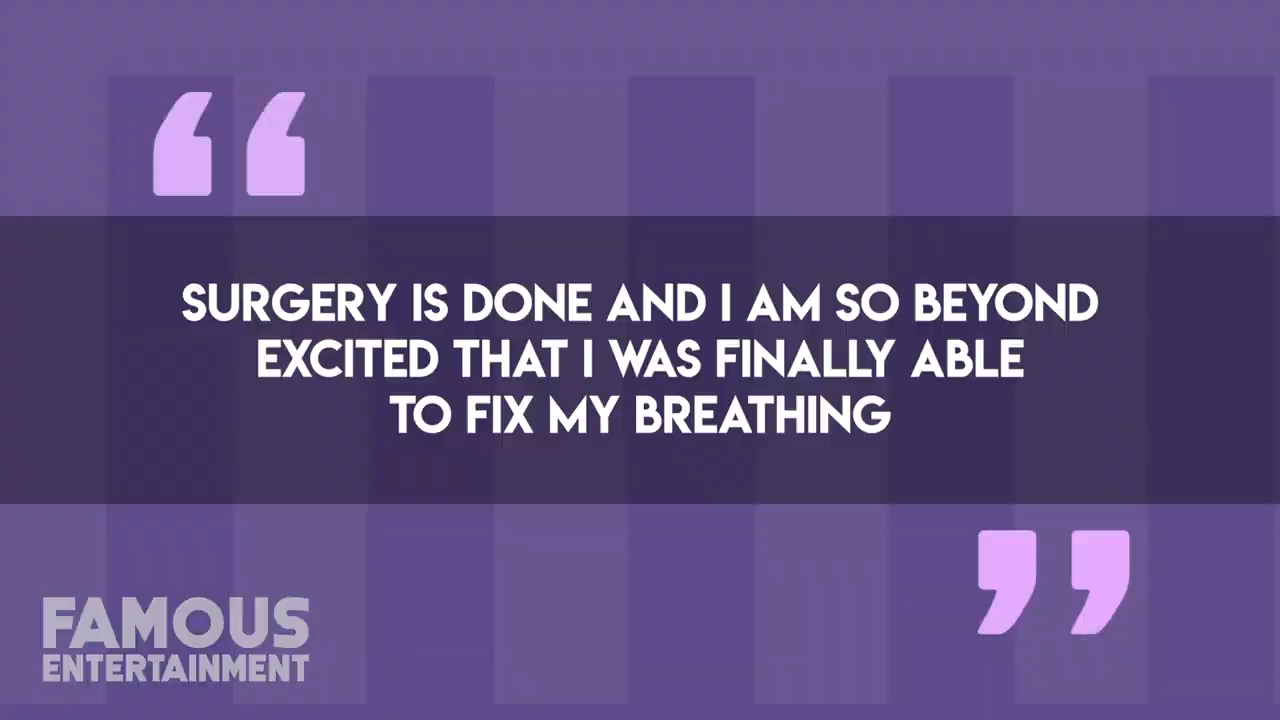 “
SURGERY IS DONE AND I AM SO BEYOND
EXCITED THAT I WAS FINALLY ABLE
TO FIX MY BREATHING
”
FAMOUS
ENTERTAINMENT